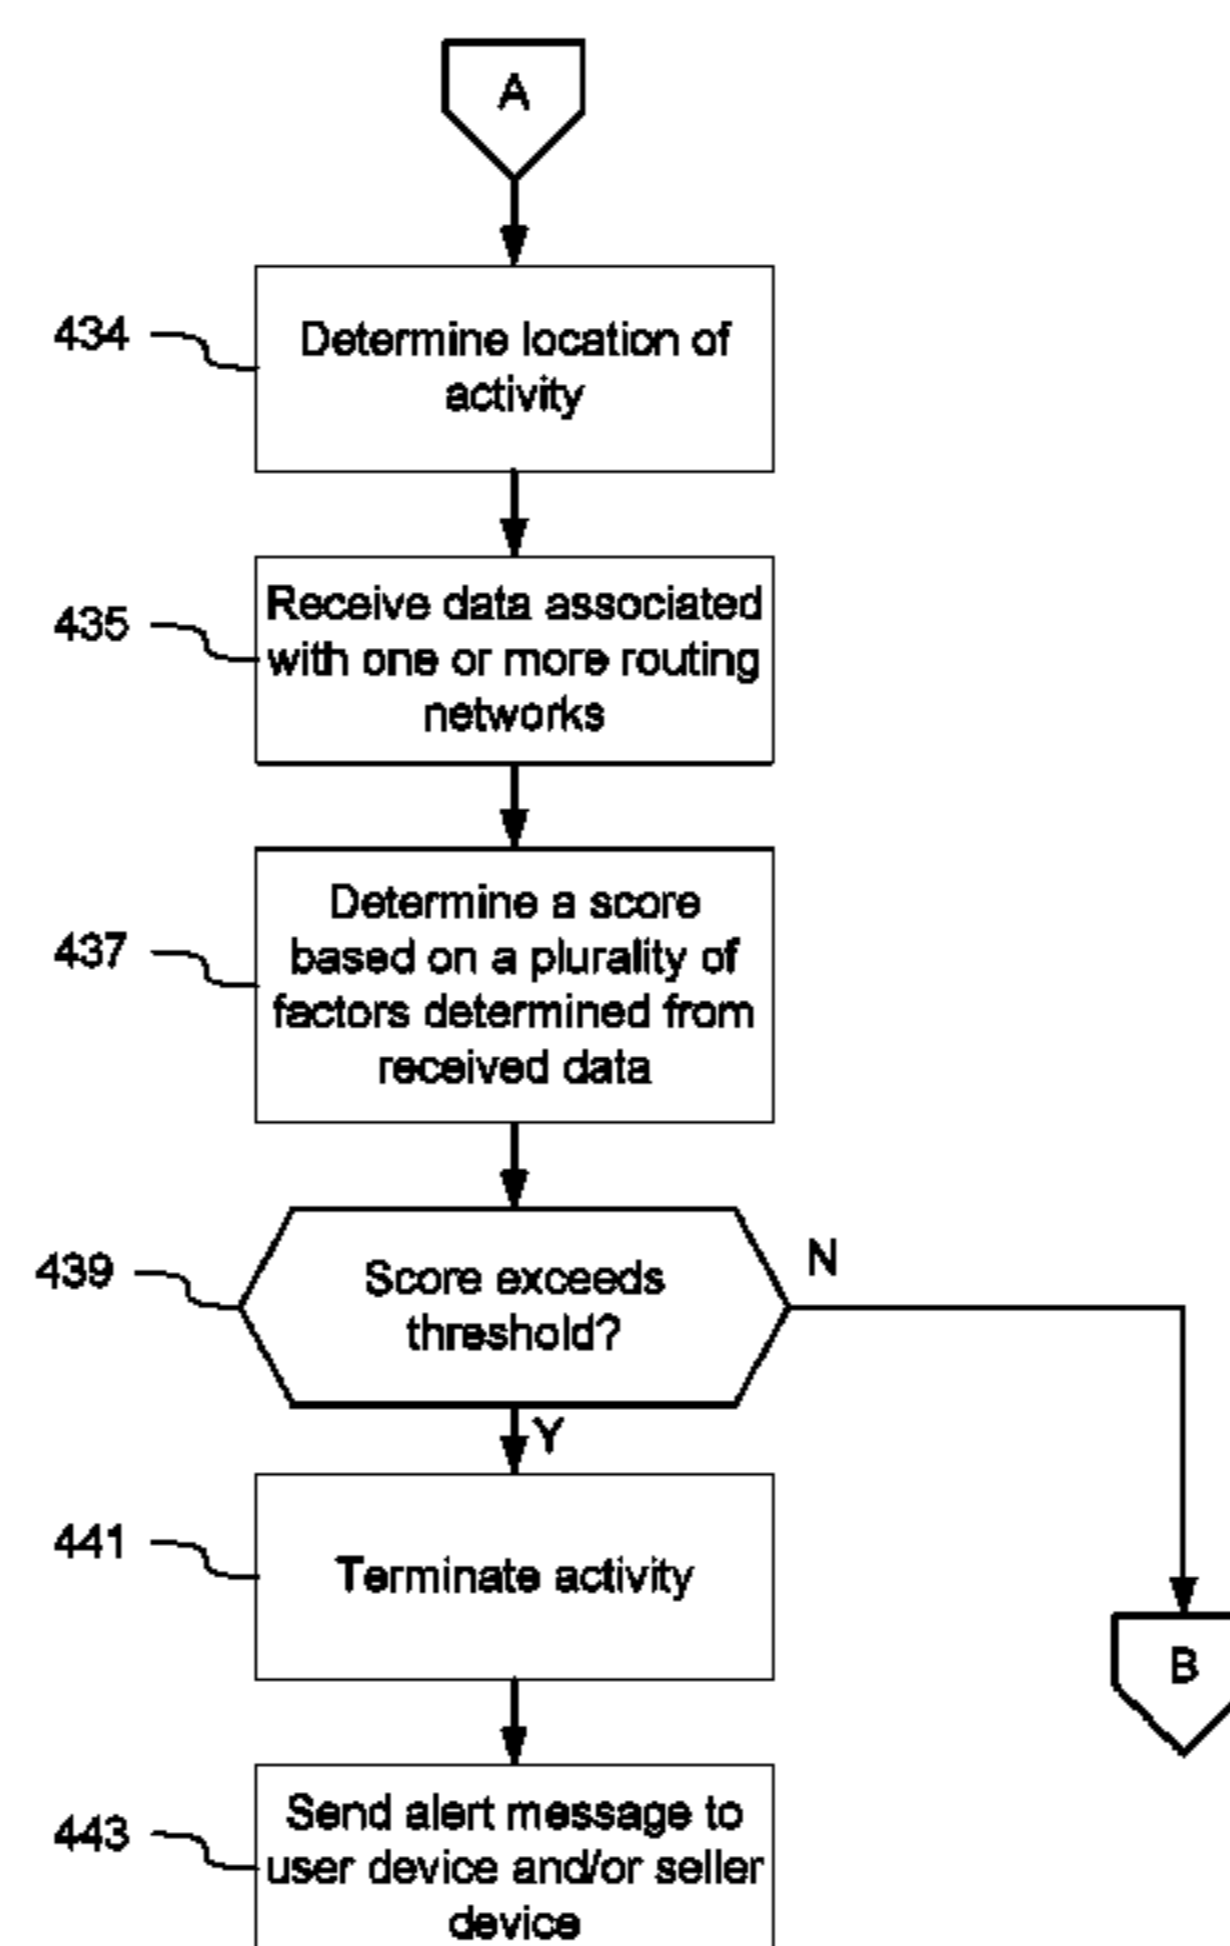 A
434
Determine location of
activity
435
Receive data associated
with one or more routing
networks
437
Determine a score
based on a plurality of
factors determined from
received data
439
Score exceeds
threshold?
N
Y
441
Terminate activity
B
443
Send alert message to
user device and/or seller
device